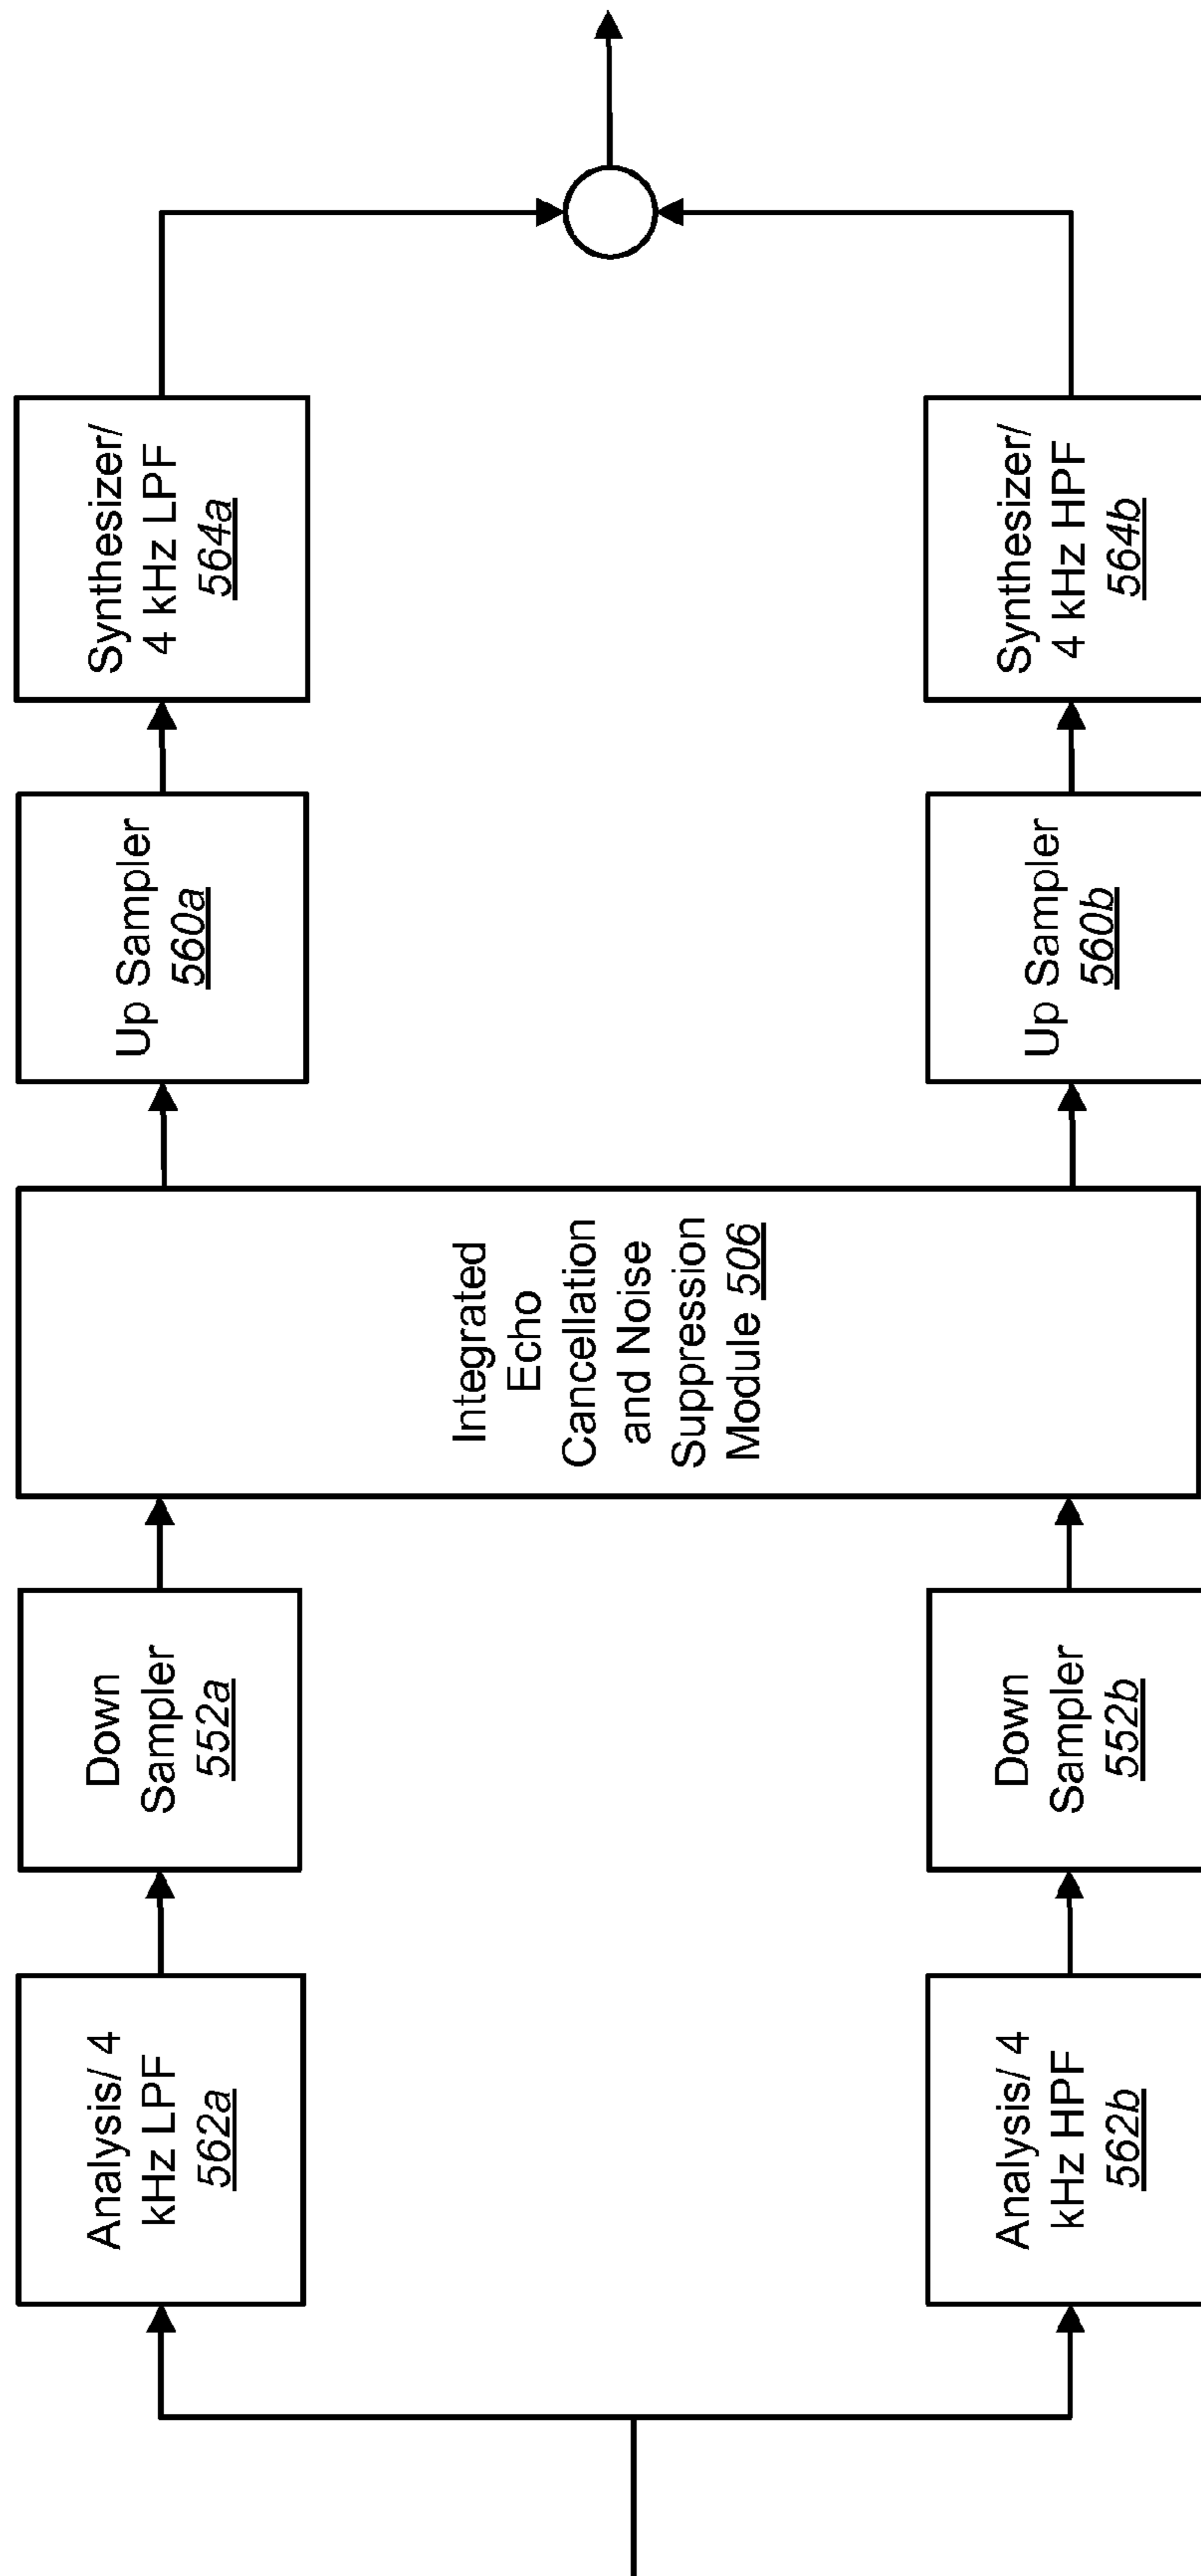 Analysis/ 4
kHz LPF
562a
Down
Sampler
552a
Integrated
Echo
Cancellation
and Noise
Suppression
Module 506
Up Sampler
560a
Synthesizer/
4 kHz LPF
564a
Analysis/ 4
kHz HPF
562b
Down
Sampler
552b
Up Sampler
560b
Synthesizer/
4 kHz HPF
564b